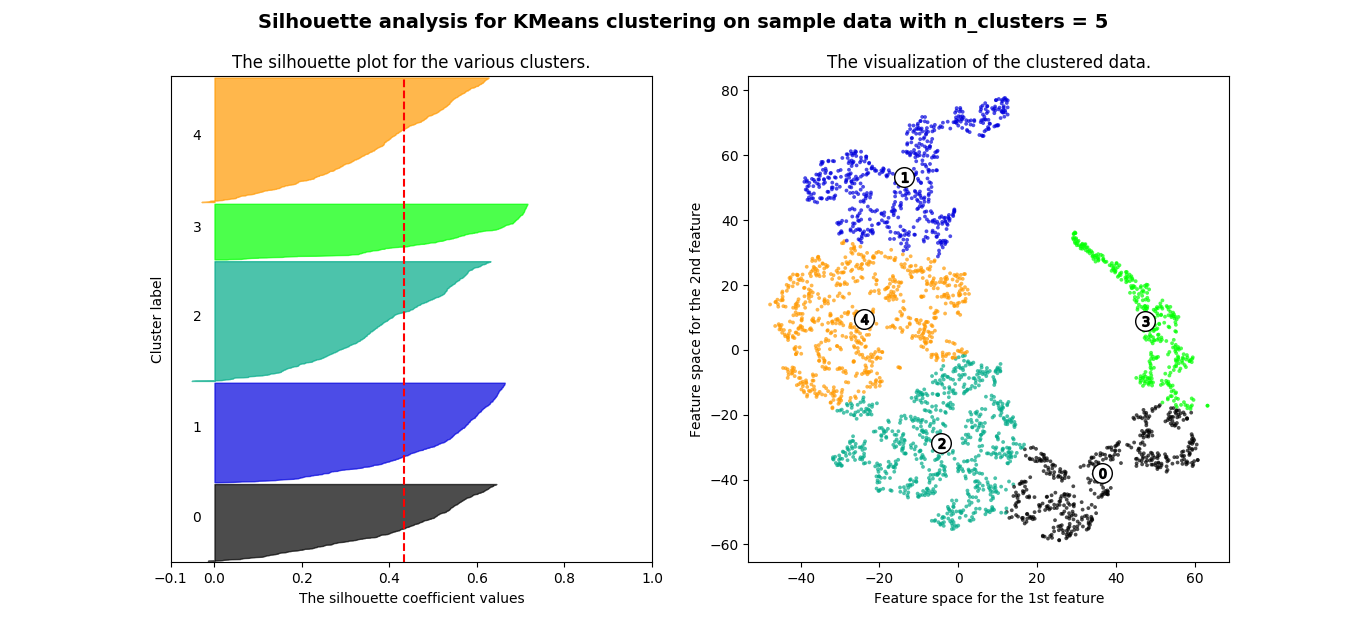 Silhouette analysis for KMeans clustering on sample data with n_clusters = 5
The silhouette plot for the various clusters.
Cluster label
4
3
2
1
0
−0.1 0.0 0.2 0.4 0.6 0.8 1.0
The silhouette coefficient values
The visualization of the clustered data.
Feature space for the 2nd feature
80
60
40
20
0
−20
−40
−60
1
3
4
2
0
−40 −20 0 20 40 60
Feature space for the 1st feature